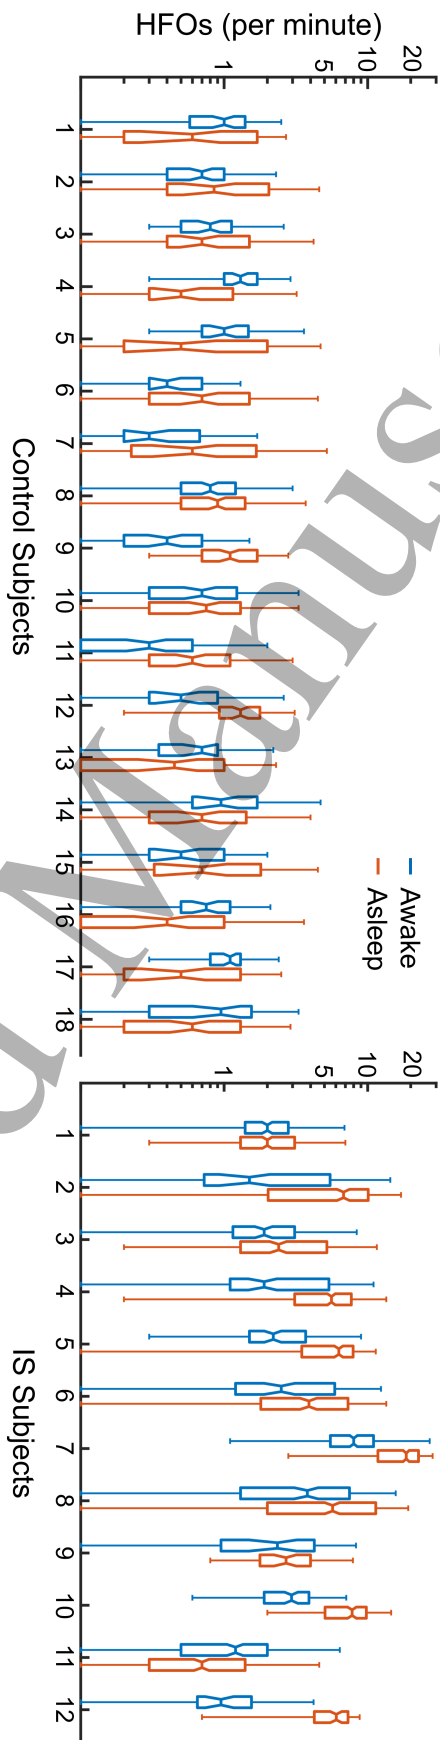 HFOs (per minute)
1 5 10 20
1 2 3 4 5 6 7 8 9 10 11 12 13 14 15 16 17 18
Control Subjects
Awake
Asleep
1 5 10 20
1 2 3 4 5 6 7 8 9 10 11 12
IS Subjects
d Manus